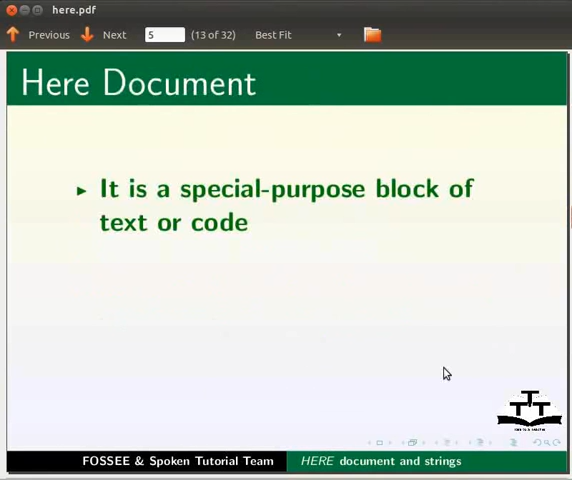 here.pdf
Previous Next 5 (13 of 32) Best Fit
Here Document
It is a special-purpose block of
text or code
FOSSEE & Spoken Tutorial Team HERE document and strings